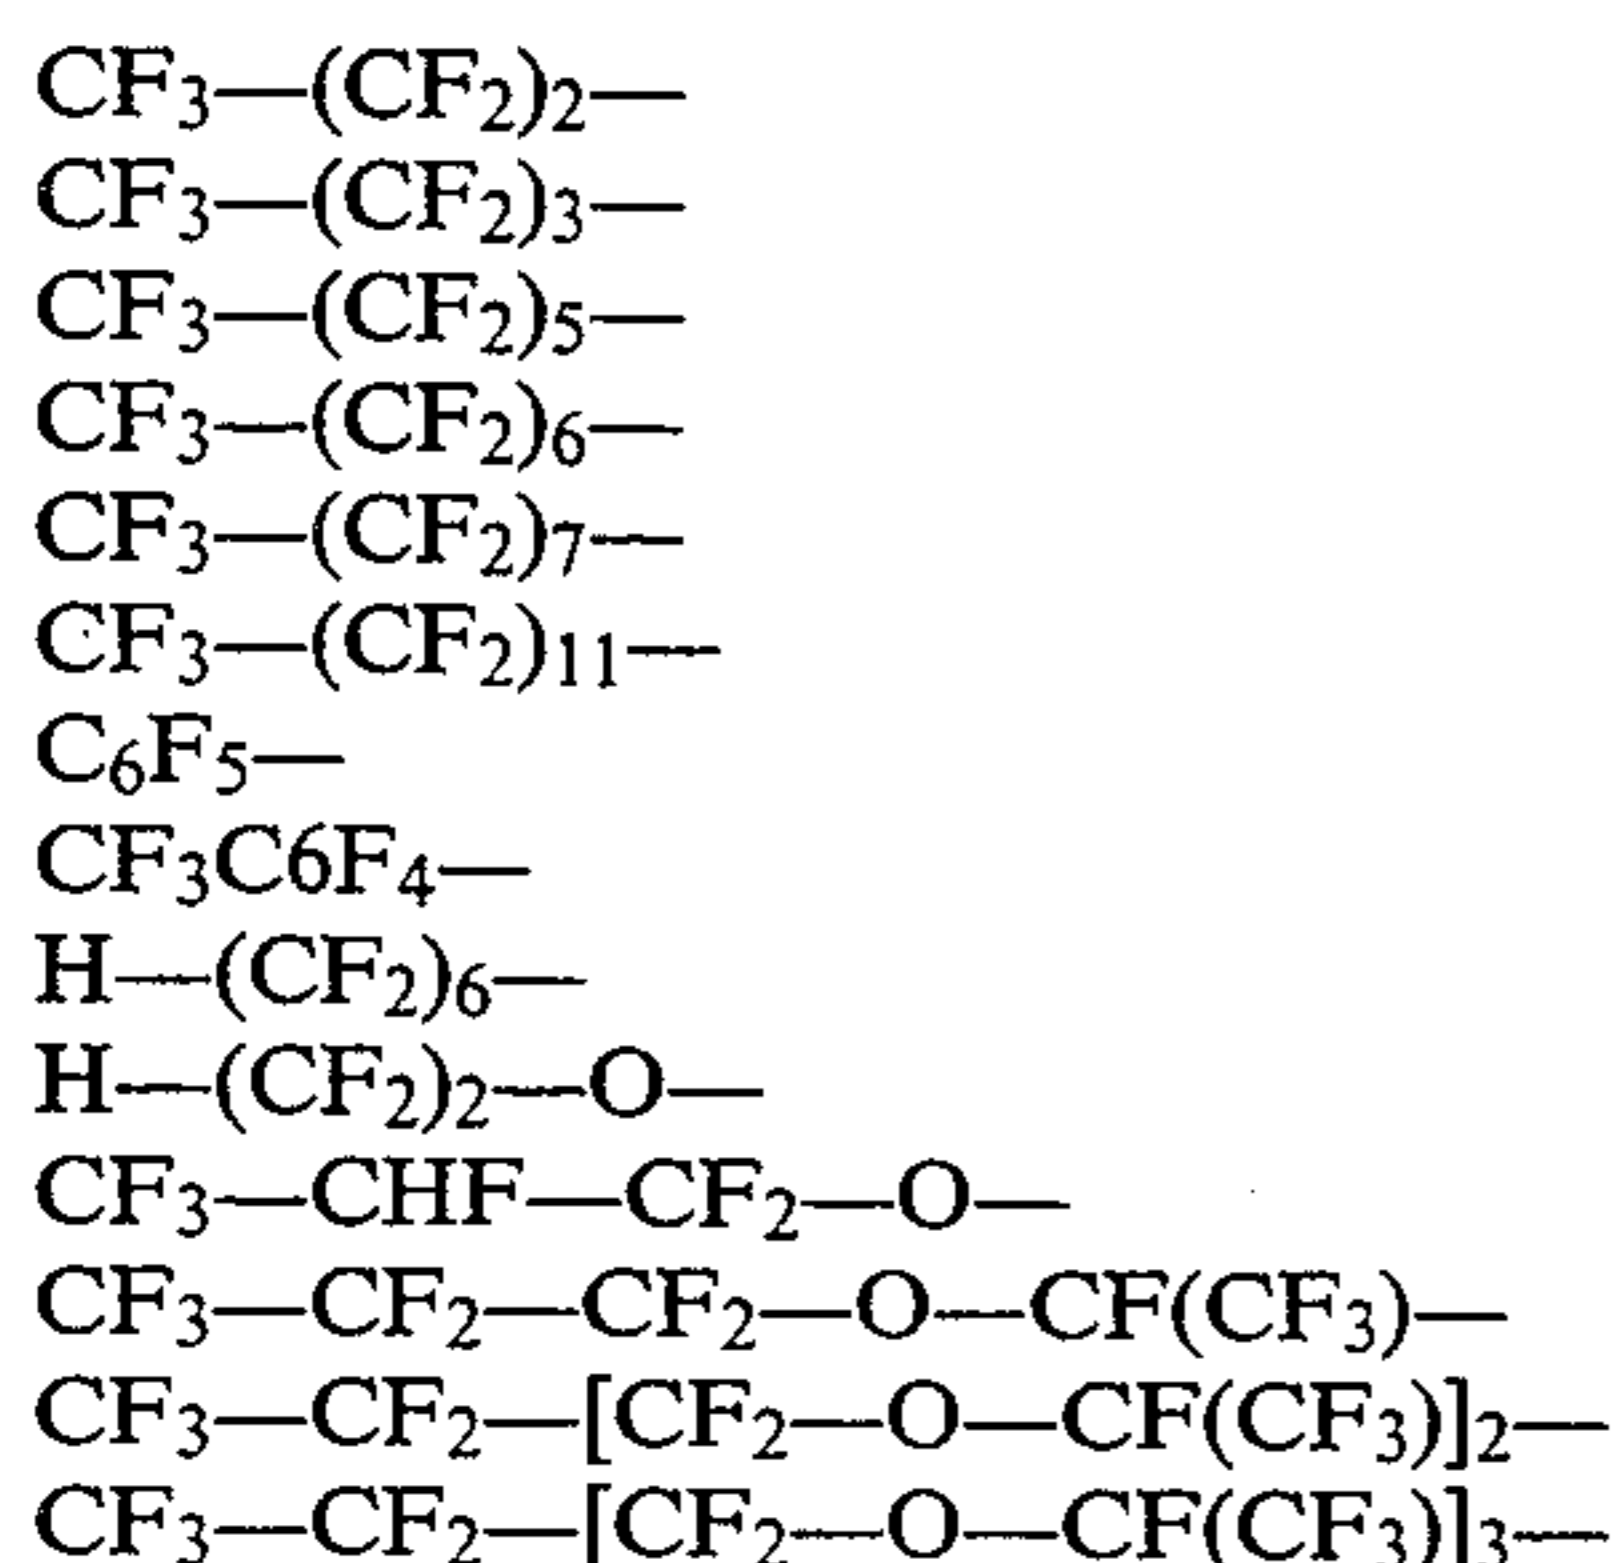 CF₃—(CF₂)₂—
CF₃—(CF₂)₃—
CF₃—(CF₂)₅—
CF₃—(CF₂)₆—
CF₃—(CF₂)₇—
CF₃—(CF₂)₁₁—
C₆F₅—
CF₃C6F₄—
H—(CF₂)₆—
H—(CF₂)₂—O—
CF₃—CHF—CF₂—O—
CF₃—CF₂—CF₂—O—CF(CF₃)—
CF₃—CF₂—[CF₂—O—CF(CF₃)]₂—
CF₃—CF₂—[CF₂—O—CF(CF₃)]₃—